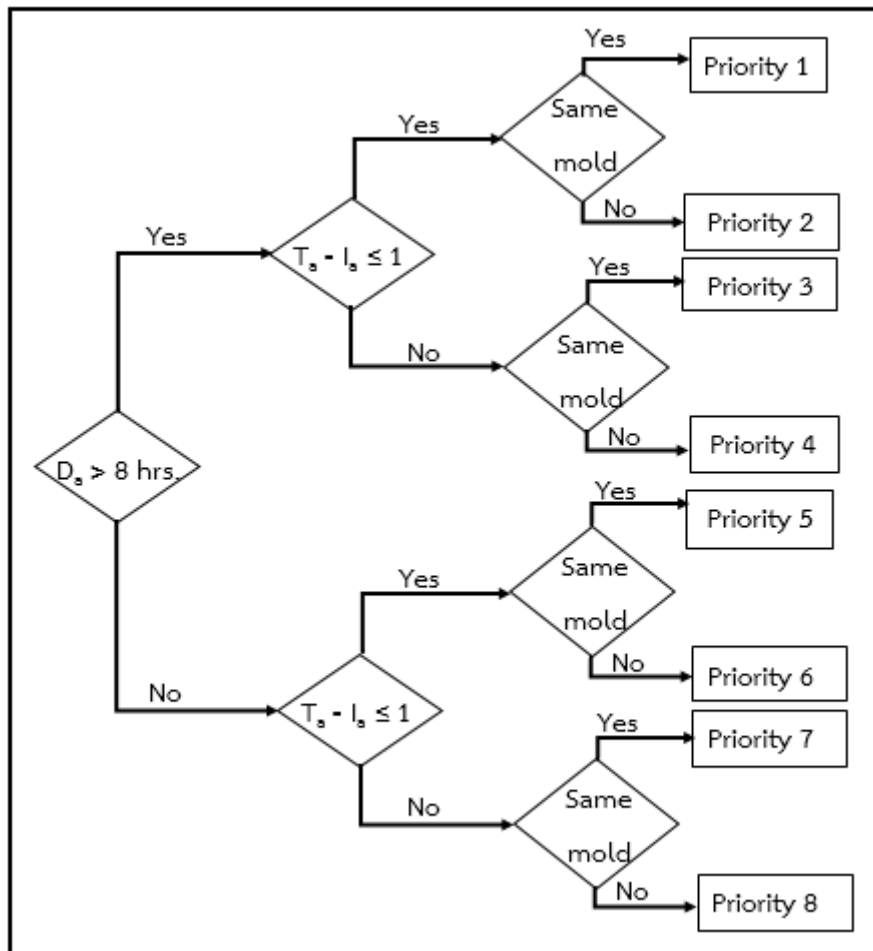 Yes
Priority 1
Same
mold
Yes
No
Priority 2
Yes
Tₐ - Iₐ ≤ 1
Yes
Priority 3
Same
mold
No
No
Priority 4
Dₐ > 8 hrs.
Yes
Priority 5
Same
mold
Yes
No
Priority 6
No
Tₐ - Iₐ ≤ 1
Yes
Priority 7
Same
mold
No
No
Priority 8